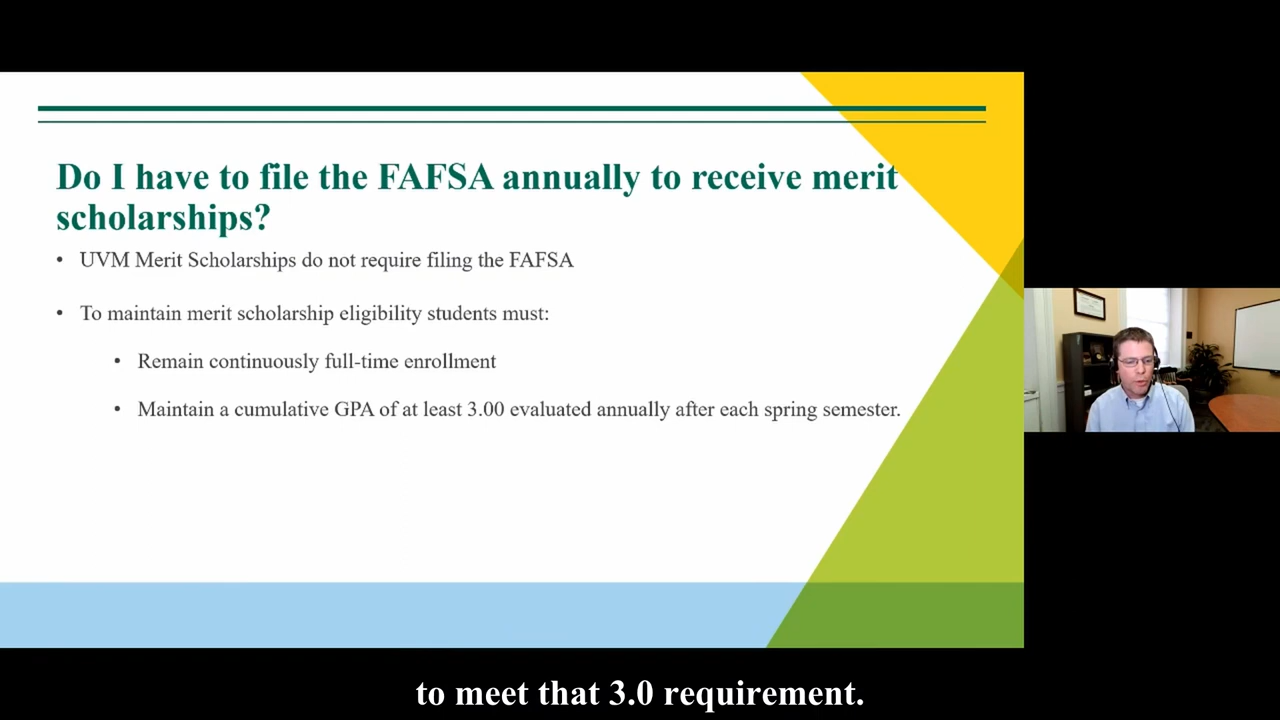 Do I have to file the FAFSA annually to receive merit
scholarships?
• UVM Merit Scholarships do not require filing the FAFSA
• To maintain merit scholarship eligibility students must:
• Remain continuously full-time enrollment
• Maintain a cumulative GPA of at least 3.00 evaluated annually after each spring semester.
to meet that 3.0 requirement.